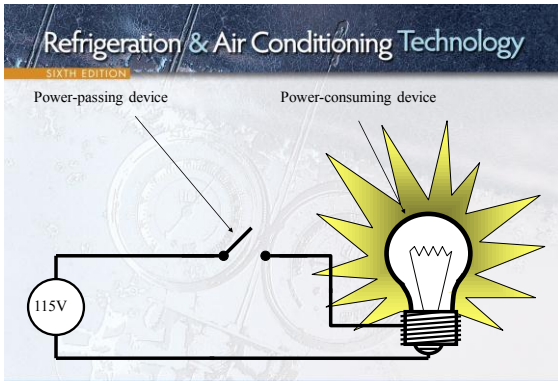 Refrigeration & Air Conditioning Technology
SIXTH EDITION
Power-passing device
Power-consuming device
115V